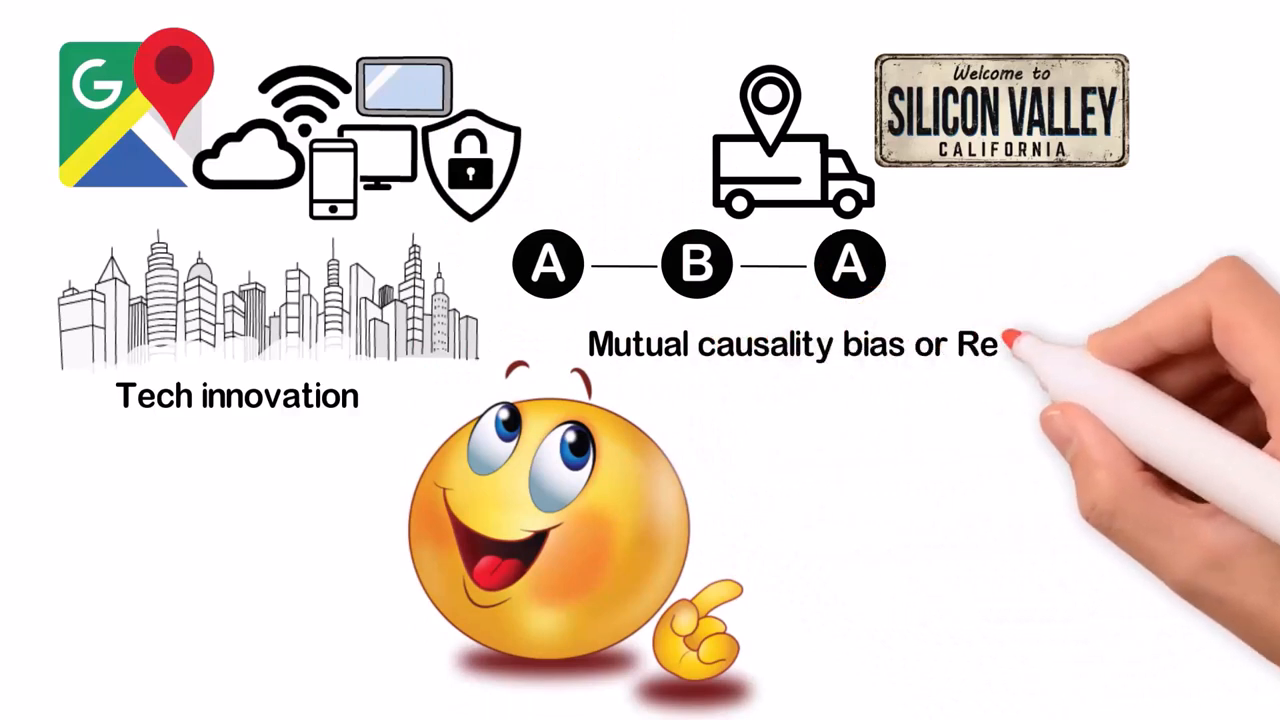 G
Welcome to
SILICON VALLEY
CALIFORNIA
A B A
Mutual causality bias or Re
Tech innovation